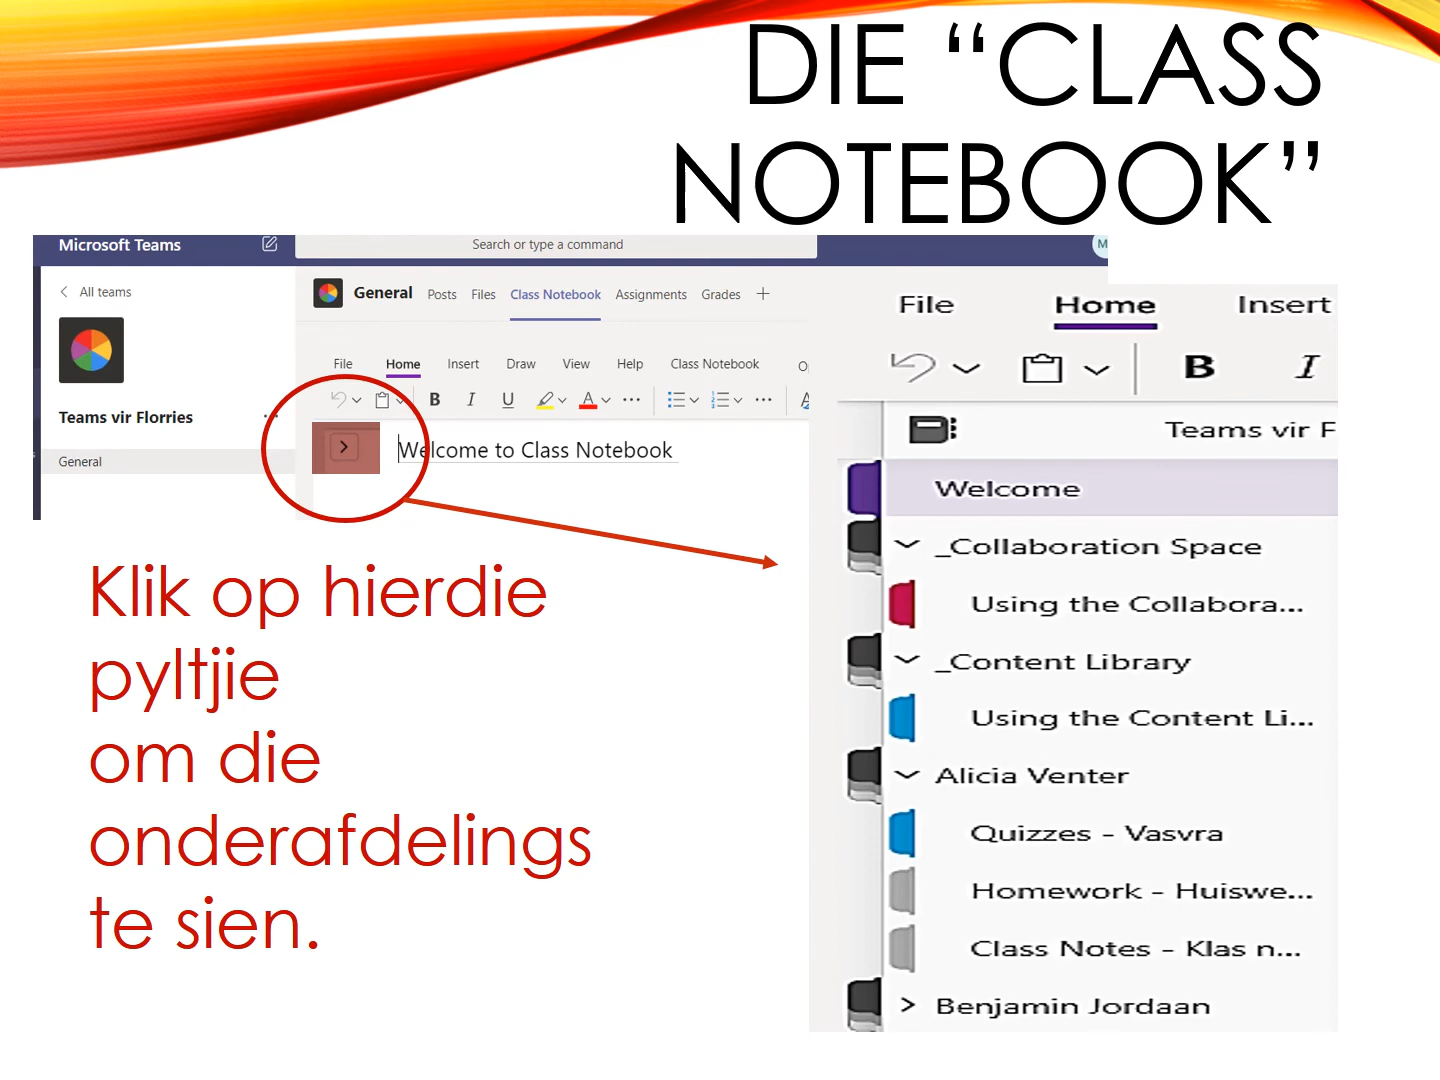 DIE “CLASS
NOTEBOOK”
Microsoft Teams
Search or type a command
M
All teams
Teams vir Florries
General
General Posts Files Class Notebook Assignments Grades +
File Home Insert Draw View Help Class Notebook
B I U A
Welcome to Class Notebook
Klik op hierdie
pyltjie
om die
onderafdelings
te sien.
File Home Insert
B I
Teams vir F
Welcome
_Collaboration Space
Using the Collabora...
_Content Library
Using the Content Li...
Alicia Venter
Quizzes - Vasvra
Homework - Huiswe...
Class Notes - Klas n...
Benjamin Jordaan